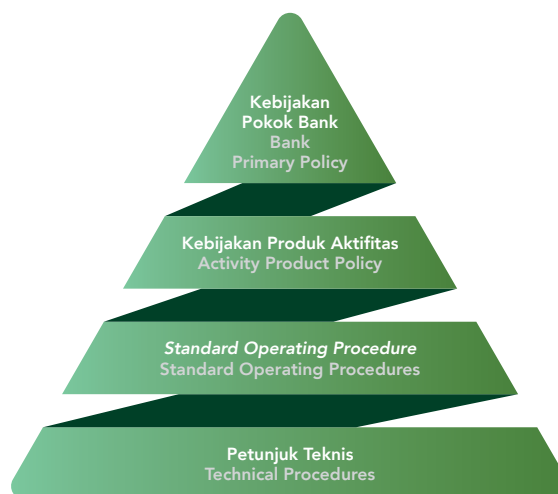 Kebijakan
Pokok Bank
Bank
Primary Policy
Kebijakan Produk Aktifitas
Activity Product Policy
Standard Operating Procedure
Standard Operating Procedures
Petunjuk Teknis
Technical Procedures